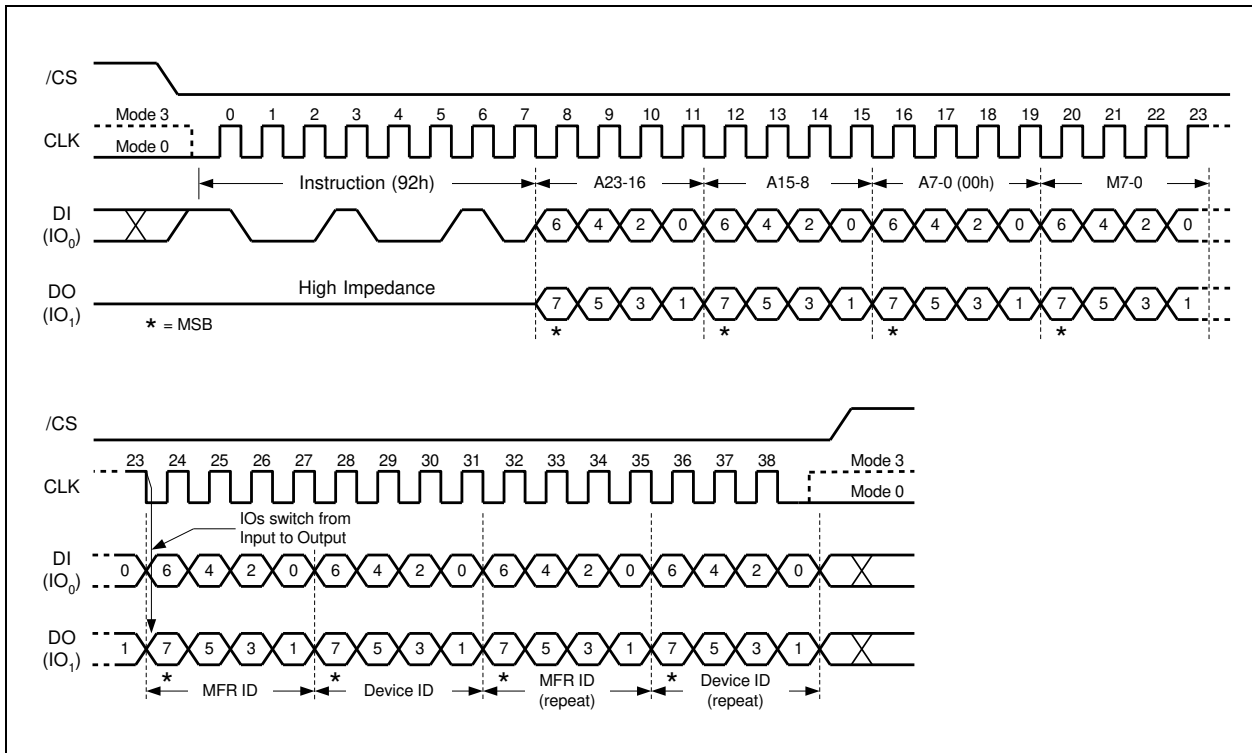 /CS
Mode 3 0 1 2 3 4 5 6 7 8 9 10 11 12 13 14 15 16 17 18 19 20 21 22 23
CLK
Mode 0
Instruction (92h) A23-16 A15-8 A7-0 (00h) M7-0
DI
(IO0)
6 4 2 0 6 4 2 0 6 4 2 0 6 4 2 0
High Impedance
DO
(IO1)
7 5 3 1 7 5 3 1 7 5 3 1 7 5 3 1
* = MSB
* * * *
/CS
23 24 25 26 27 28 29 30 31 32 33 34 35 36 37 38 Mode 3
CLK
Mode 0
IOs switch from
Input to Output
DI
(IO0)
0 6 4 2 0 6 4 2 0 6 4 2 0 6 4 2 0
DO
(IO1)
1 7 5 3 1 7 5 3 1 7 5 3 1 7 5 3 1
* * * *
MFR ID Device ID MFR ID
(repeat)
Device ID
(repeat)